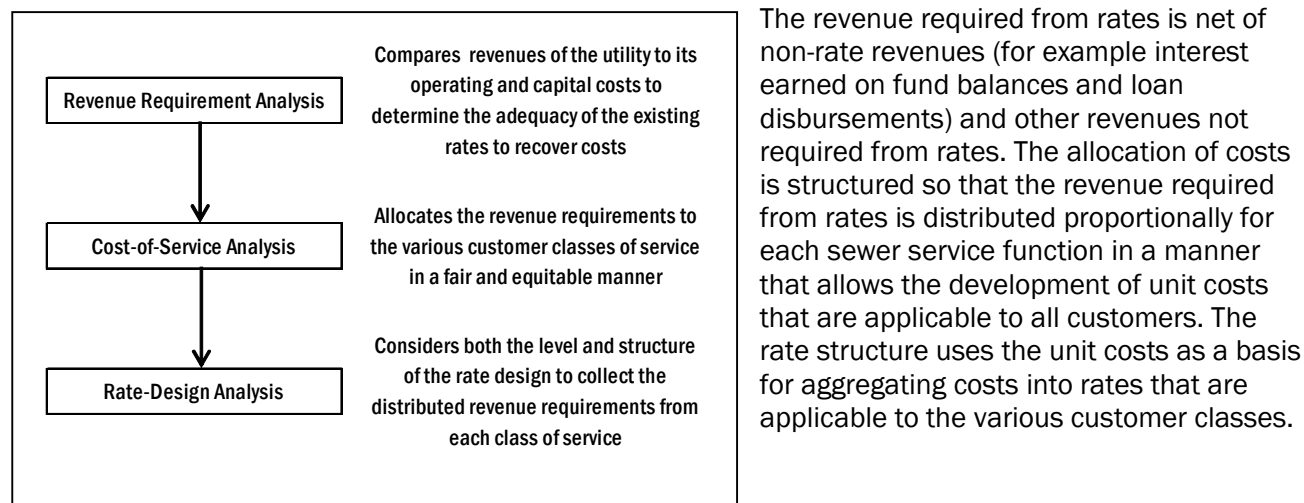 Revenue Requirement Analysis
Compares revenues of the utility to its
operating and capital costs to
determine the adequacy of the existing
rates to recover costs
Cost-of-Service Analysis
Allocates the revenue requirements to
the various customer classes of service
in a fair and equitable manner
Rate-Design Analysis
Considers both the level and structure
of the rate design to collect the
distributed revenue requirements from
each class of service
The revenue required from rates is net of
non-rate revenues (for example interest
earned on fund balances and loan
disbursements) and other revenues not
required from rates. The allocation of costs
is structured so that the revenue required
from rates is distributed proportionally for
each sewer service function in a manner
that allows the development of unit costs
that are applicable to all customers. The
rate structure uses the unit costs as a basis
for aggregating costs into rates that are
applicable to the various customer classes.